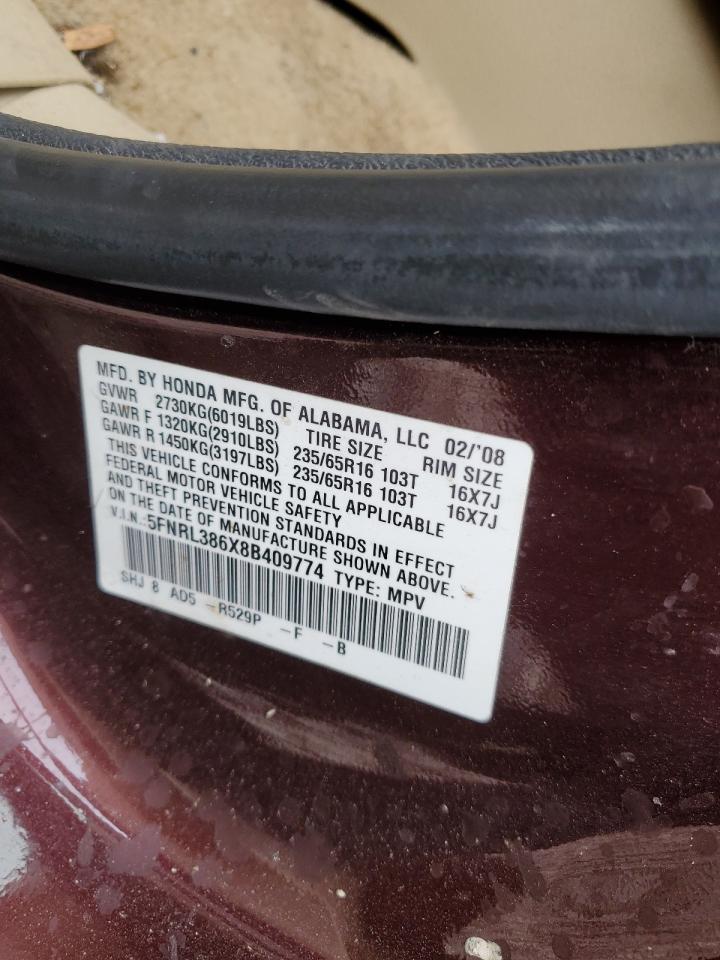 MFD. BY HONDA MFG. OF ALABAMA, LLC 02/'08
GVWR 2730KG(6019LBS) TIRE SIZE RIM SIZE
GAWR F 1320KG(2910LBS) 235/65R16 103T 16X7J
GAWR R 1450KG(3197LBS) 235/65R16 103T 16X7J
THIS VEHICLE CONFORMS TO ALL APPLICABLE
FEDERAL MOTOR VEHICLE SAFETY
AND THEFT PREVENTION STANDARDS IN EFFECT
ON THE DATE OF MANUFACTURE SHOWN ABOVE.
V.I.N.:5FNRL386X8B409774 TYPE: MPV
SHJ 8 AD5 –R529P –F –B